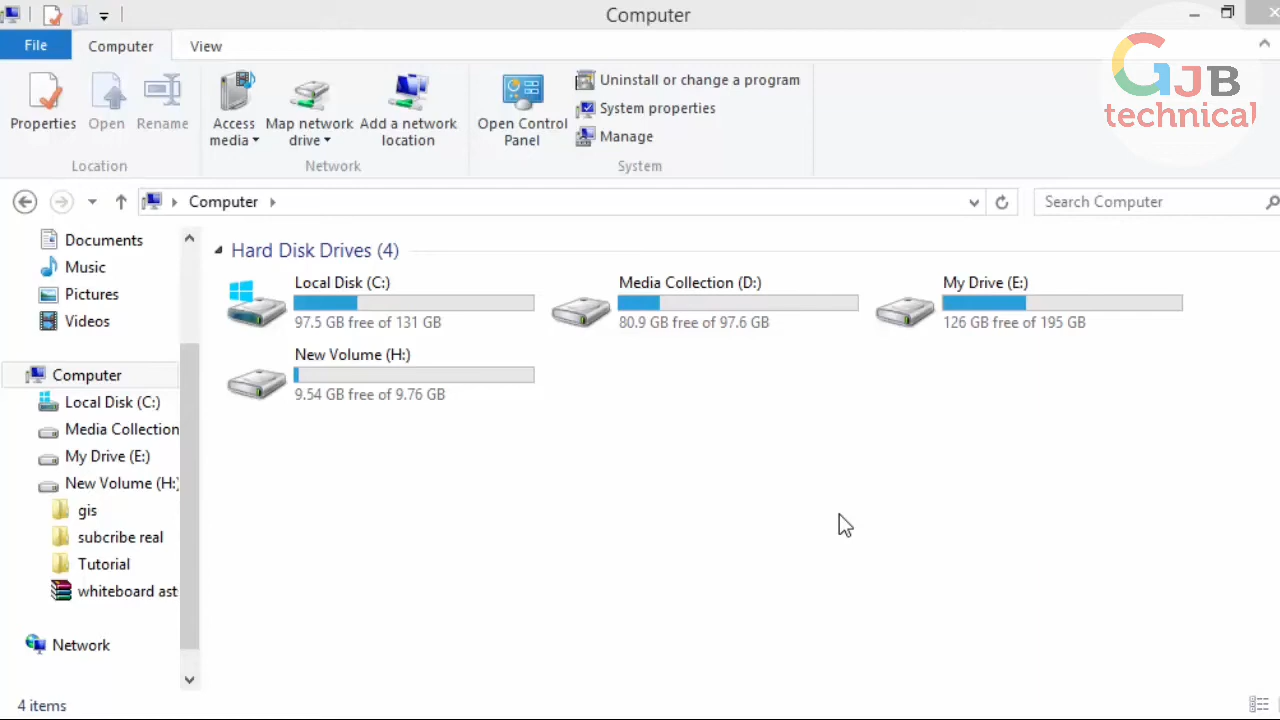 Computer
File
Computer
View
Properties
Open
Rename
Access
media
Map network
drive
Add a network
location
Open Control
Panel
Uninstall or change a program
System properties
Manage
Location
Network
System
GJB
technical
Computer
Search Computer
Documents
Music
Pictures
Videos
Computer
Local Disk (C:)
Media Collection
My Drive (E:)
New Volume (H:)
gis
subcribe real
Tutorial
whiteboard ast
Network
Hard Disk Drives (4)
Local Disk (C:)
97.5 GB free of 131 GB
Media Collection (D:)
80.9 GB free of 97.6 GB
My Drive (E:)
126 GB free of 195 GB
New Volume (H:)
9.54 GB free of 9.76 GB
4 items